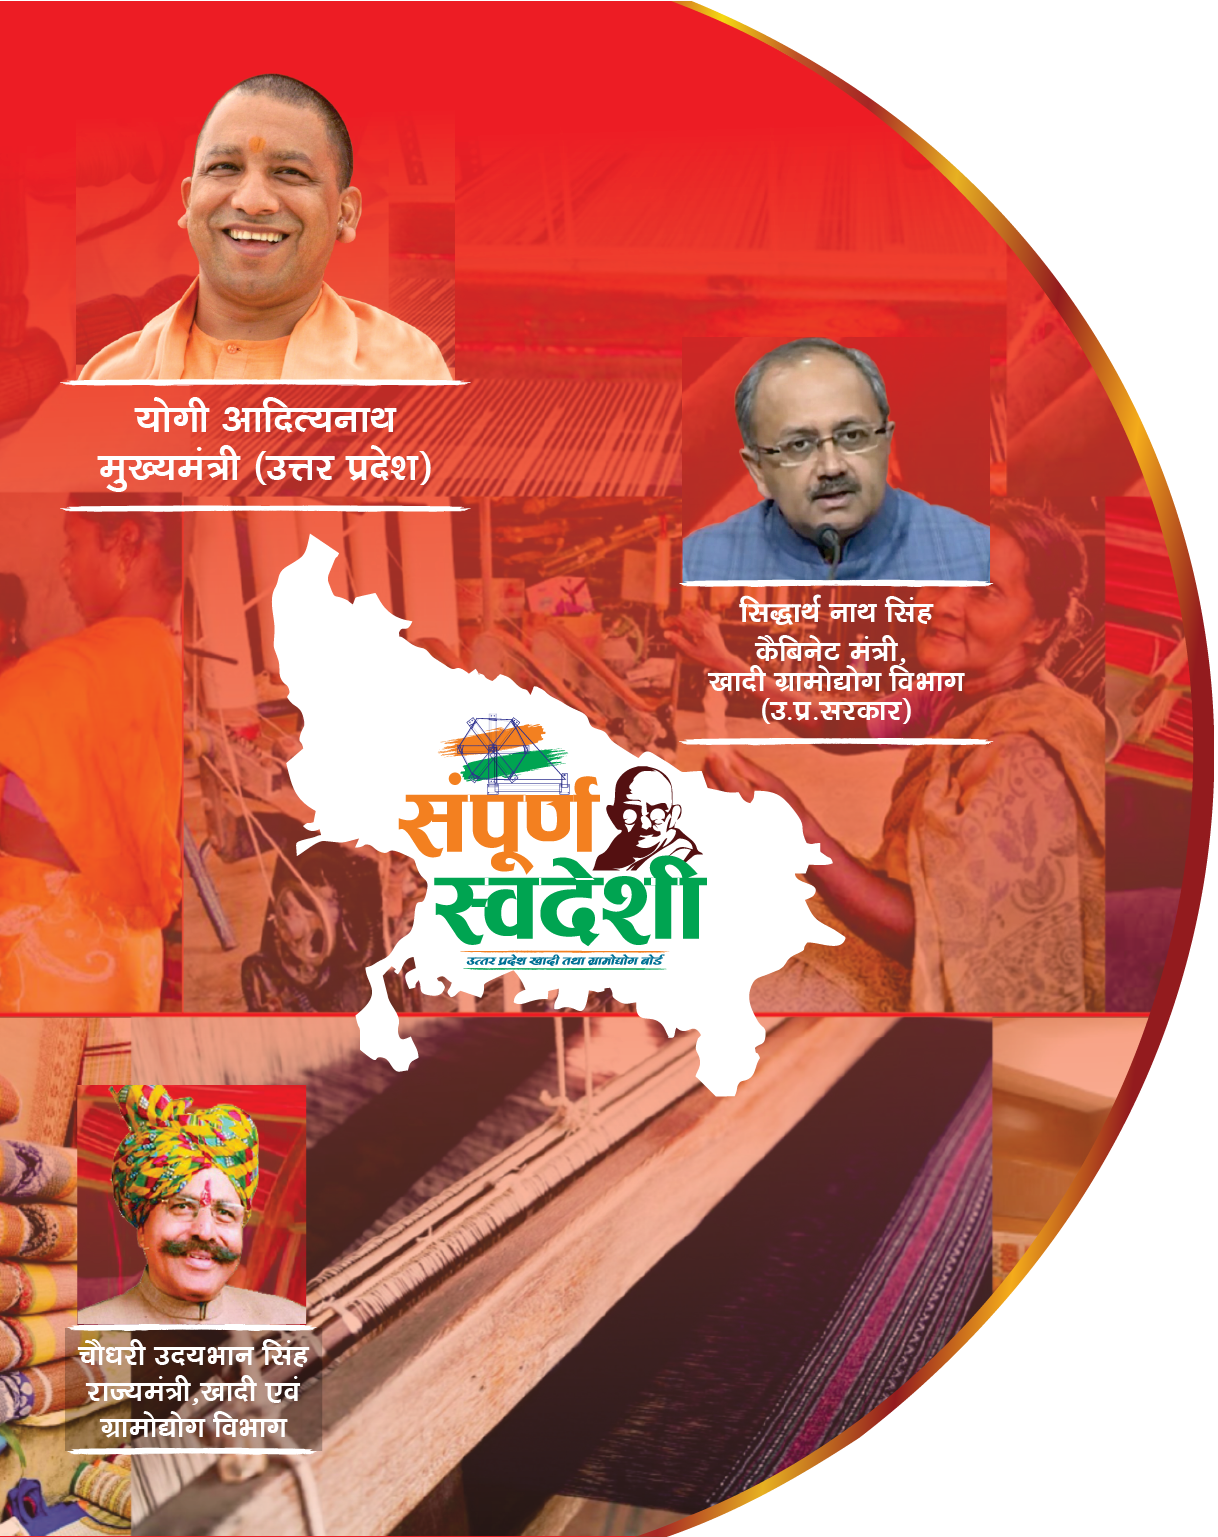 योगी आदित्यनाथ
मुख्यमंत्री (उत्तर प्रदेश)
सिद्धार्थ नाथ सिंह
कैबिनेट मंत्री,
खादी ग्रामोद्योग विभाग
(उ.प्र.सरकार)
संपूर्ण
स्वदेशी
उत्तर प्रदेश खादी तथा ग्रामोद्योग बोर्ड
चौधरी उदयभान सिंह
राज्यमंत्री,खादी एवं
ग्रामोद्योग विभाग